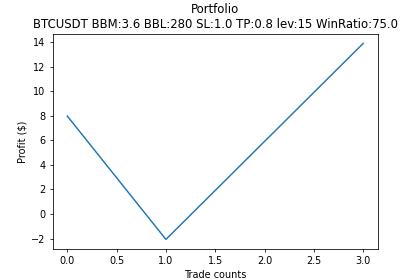 Portfolio
BTCUSDT BBM:3.6 BBL:280 SL:1.0 TP:0.8 lev:15 WinRatio:75.0
14
12
10
8
6
4
2
0
−2
Profit ($)
0.0 0.5 1.0 1.5 2.0 2.5 3.0
Trade counts